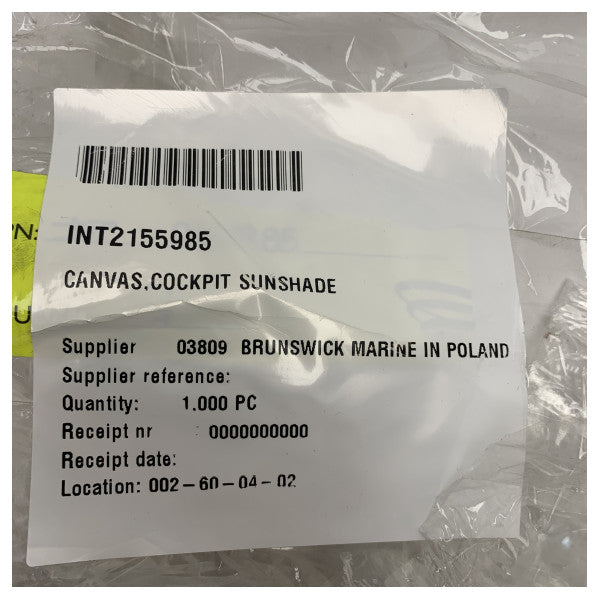 PN:
INT2155985
CANVAS,COCKPIT SUNSHADE
U
Supplier 03809 BRUNSWICK MARINE IN POLAND
Supplier reference:
Quantity: 1.000 PC
Receipt nr 0000000000
Receipt date:
Location: 002-60-04-02